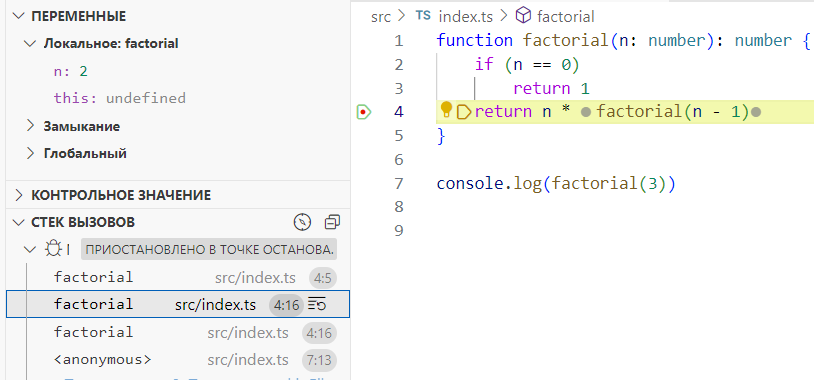 ПЕРЕМЕННЫЕ
Локальное: factorial
n: 2
this: undefined
Замыкание
Глобальный
КОНТРОЛЬНОЕ ЗНАЧЕНИЕ
СТЕК ВЫЗОВОВ
ПРИОСТАНОВЛЕНО В ТОЧКЕ ОСТАНОВА.
factorial src/index.ts 4:5
factorial src/index.ts 4:16
factorial src/index.ts 4:16
<anonymous> src/index.ts 7:13
src > TS index.ts > factorial
1 function factorial(n: number): number {
2 if (n == 0)
3 return 1
4 return n * factorial(n - 1)
5 }
6
7 console.log(factorial(3))
8
9